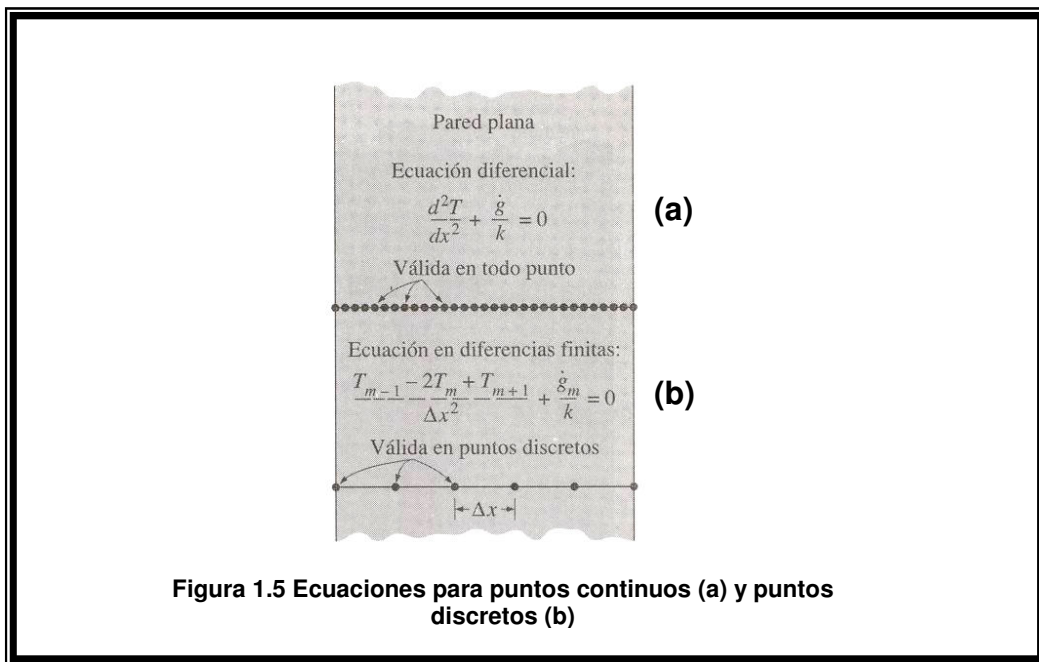 Pared plana
Ecuación diferencial:
d²T/dx² + ġ/k = 0
(a)
Válida en todo punto
Ecuación en diferencias finitas:
(T_{m-1} - 2T_m + T_{m+1})/Δx² + ġ_m/k = 0
(b)
Válida en puntos discretos
Δx
Figura 1.5 Ecuaciones para puntos continuos (a) y puntos
discretos (b)